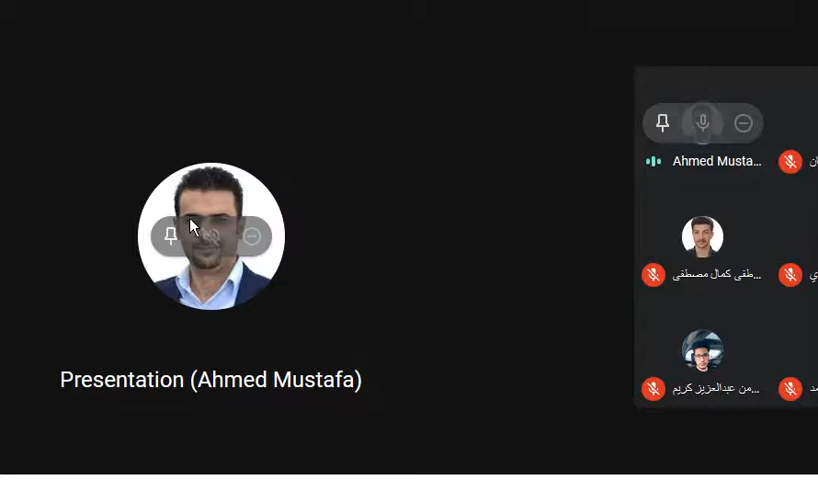 Presentation (Ahmed Mustafa)
Ahmed Musta...
...طفى كمال مصطفى
...من عبدالعزيز كريم